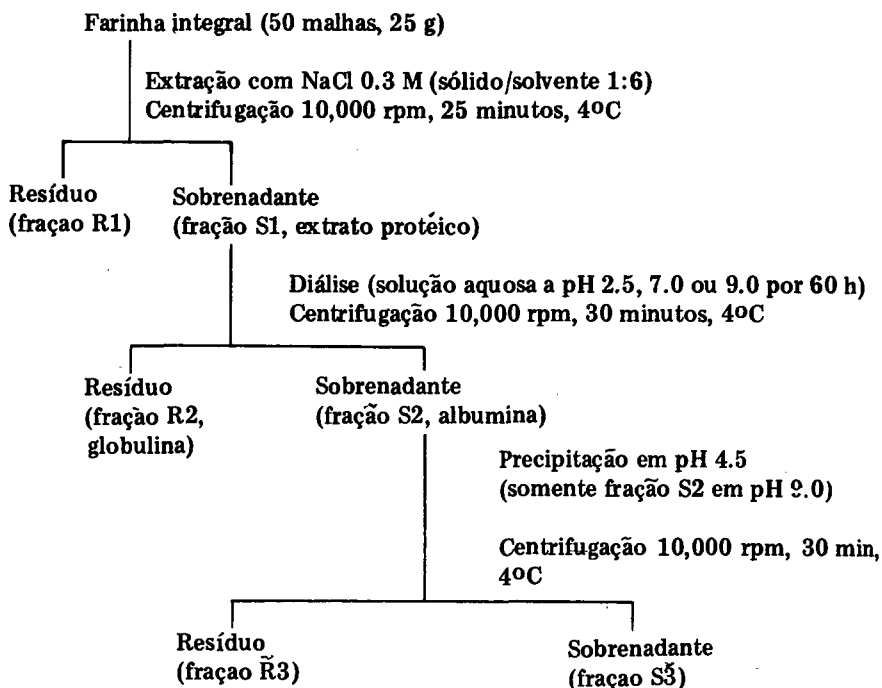 Farinha integral (50 malhas, 25 g)
Extração com NaCl 0.3 M (sólido/solvente 1:6)
Centrifugação 10,000 rpm, 25 minutos, 4ºC
Resíduo
(fraçao R1)
Sobrenadante
(fração S1, extrato protéico)
Diálise (solução aquosa a pH 2.5, 7.0 ou 9.0 por 60 h)
Centrifugação 10,000 rpm, 30 minutos, 4ºC
Resíduo
(fração R2,
globulina)
Sobrenadante
(fração S2, albumina)
Precipitação em pH 4.5
(somente fração S2 em pH 9.0)
Centrifugação 10,000 rpm, 30 min,
4ºC
Resíduo
(fraçao R3)
Sobrenadante
(fraçao S3)